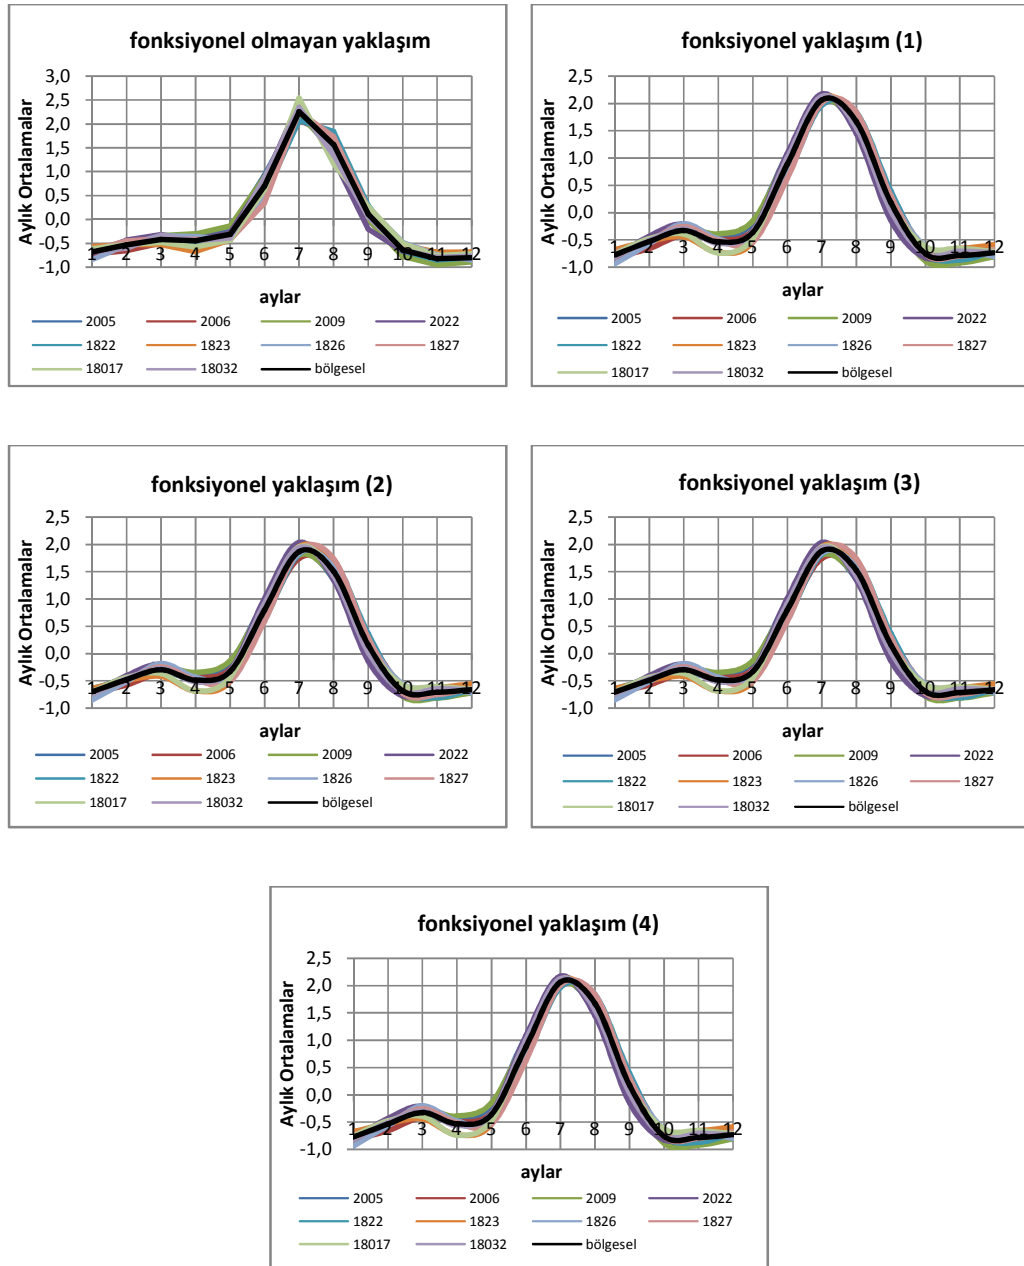 fonksiyonel olmayan yaklaşım
3,0
2,5
2,0
1,5
1,0
0,5
0,0
-0,5
-1,0
Aylık Ortalamalar
1 2 3 4 5 6 7 8 9 10 11 12
aylar
2005 2006 2009 2022
1822 1823 1826 1827
18017 18032 bölgesel
fonksiyonel yaklaşım (1)
2,5
2,0
1,5
1,0
0,5
0,0
-0,5
-1,0
Aylık Ortalamalar
1 2 3 4 5 6 7 8 9 10 11 12
aylar
2005 2006 2009 2022
1822 1823 1826 1827
18017 18032 bölgesel
fonksiyonel yaklaşım (2)
2,5
2,0
1,5
1,0
0,5
0,0
-0,5
-1,0
Aylık Ortalamalar
1 2 3 4 5 6 7 8 9 10 11 12
aylar
2005 2006 2009 2022
1822 1823 1826 1827
18017 18032 bölgesel
fonksiyonel yaklaşım (3)
2,5
2,0
1,5
1,0
0,5
0,0
-0,5
-1,0
Aylık Ortalamalar
1 2 3 4 5 6 7 8 9 10 11 12
aylar
2005 2006 2009 2022
1822 1823 1826 1827
18017 18032 bölgesel
fonksiyonel yaklaşım (4)
2,5
2,0
1,5
1,0
0,5
0,0
-0,5
-1,0
Aylık Ortalamalar
1 2 3 4 5 6 7 8 9 10 11 12
aylar
2005 2006 2009 2022
1822 1823 1826 1827
18017 18032 bölgesel